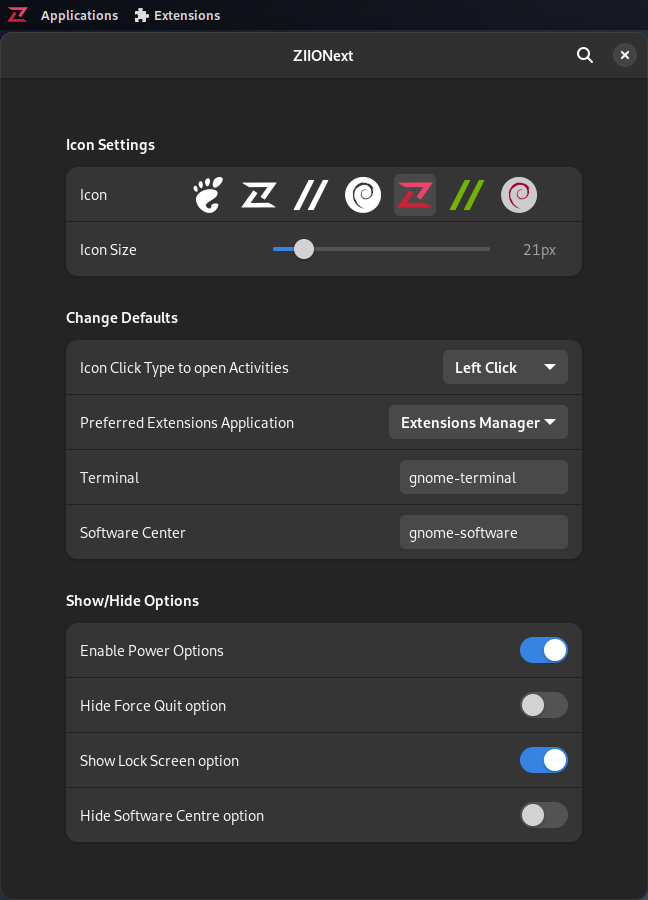 Applications Extensions
ZIIONext
Icon Settings
Icon
Icon Size 21px
Change Defaults
Icon Click Type to open Activities Left Click
Preferred Extensions Application Extensions Manager
Terminal gnome-terminal
Software Center gnome-software
Show/Hide Options
Enable Power Options
Hide Force Quit option
Show Lock Screen option
Hide Software Centre option